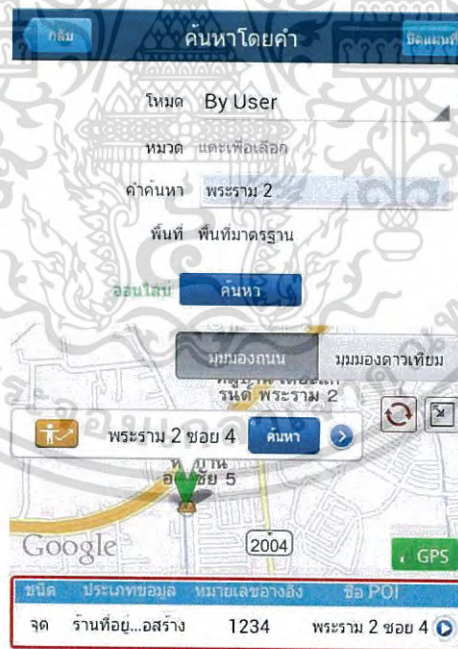 กลับ ค้นหาโดยคำ ปิดแผนที่
โหมด By User
หมวด แตะเพื่อเลือก
คำค้นหา พระราม 2
พื้นที่ พื้นที่มาตรฐาน
ออนไลน์ ค้นหา
มุมมองถนน มุมมองดาวเทียม
รนด์ พระราม 2
พระราม 2 ซอย 4 ค้นหา
ชัย 5
Google 2004 GPS
ชนิด ประเภทข้อมูล หมายเลขอ้างอิง ชื่อ POI
จุด ร้านที่อยู่...อสร้าง 1234 พระราม 2 ซอย 4